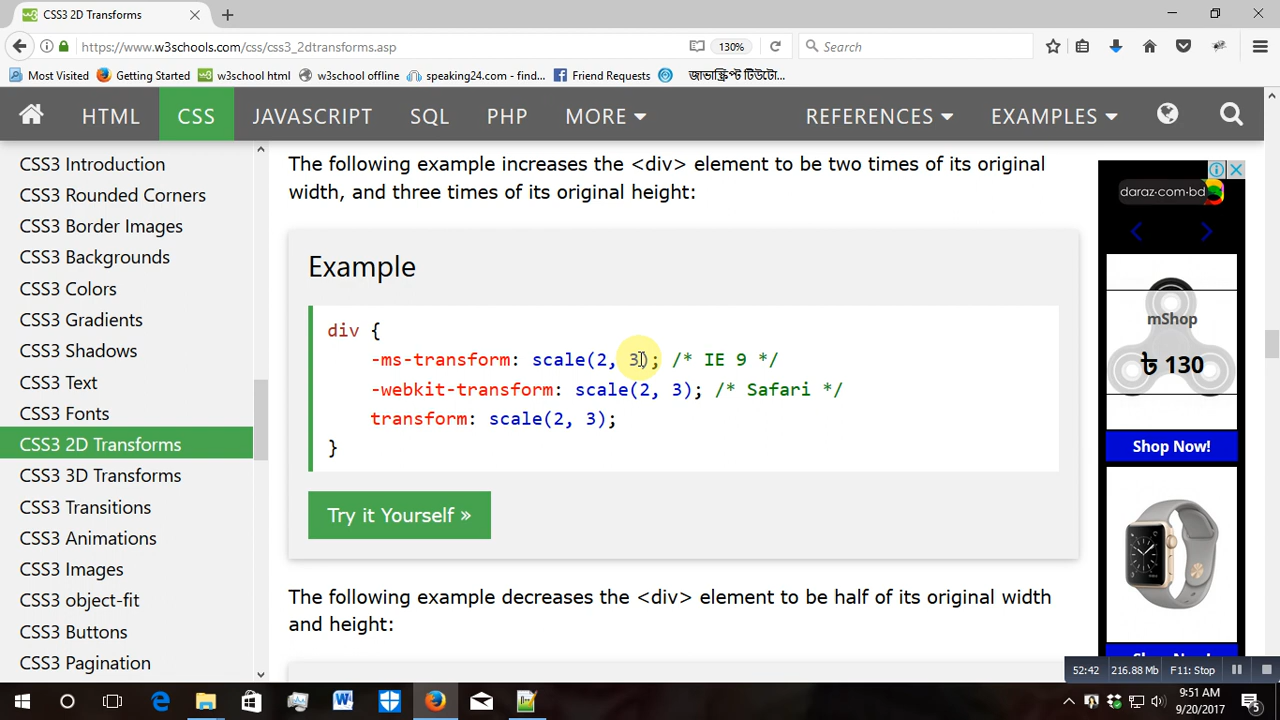 CSS3 2D Transforms
https://www.w3schools.com/css/css3_2dtransforms.asp
130%
Search
Most Visited
Getting Started
w3school html
w3school offline
speaking24.com - find...
Friend Requests
জাভাস্ক্রিপ্ট টিউটো...
HTML
CSS
JAVASCRIPT
SQL
PHP
MORE
REFERENCES
EXAMPLES
CSS3 Introduction
CSS3 Rounded Corners
CSS3 Border Images
CSS3 Backgrounds
CSS3 Colors
CSS3 Gradients
CSS3 Shadows
CSS3 Text
CSS3 Fonts
CSS3 2D Transforms
CSS3 3D Transforms
CSS3 Transitions
CSS3 Animations
CSS3 Images
CSS3 object-fit
CSS3 Buttons
CSS3 Pagination
The following example increases the <div> element to be two times of its original
width, and three times of its original height:
Example
div {
-ms-transform: scale(2, 3); /* IE 9 */
-webkit-transform: scale(2, 3); /* Safari */
transform: scale(2, 3);
}
Try it Yourself »
The following example decreases the <div> element to be half of its original width
and height:
daraz.com.bd
mShop
৳ 130
Shop Now!
Shop Now!
52:42
216.88 Mb
F11: Stop
9:51 AM
9/20/2017
5